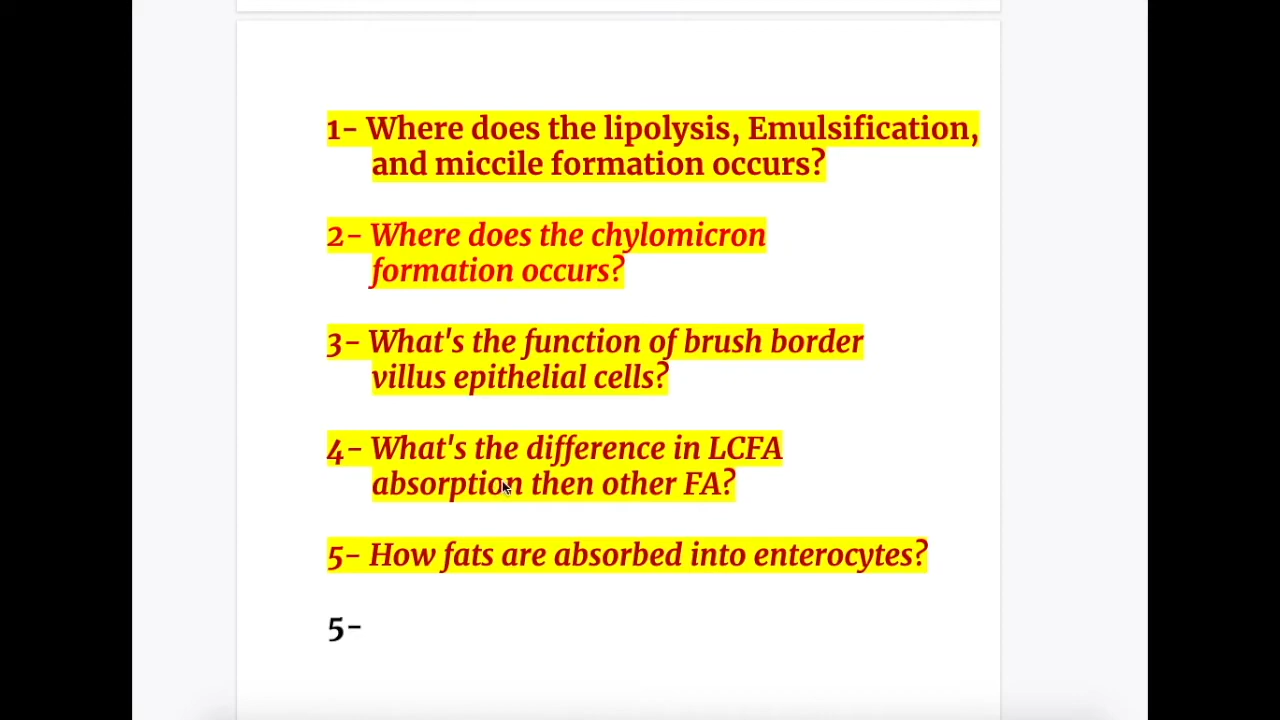 1- Where does the lipolysis, Emulsification,
and miccile formation occurs?
2- Where does the chylomicron
formation occurs?
3- What's the function of brush border
villus epithelial cells?
4- What's the difference in LCFA
absorption then other FA?
5- How fats are absorbed into enterocytes?
5-